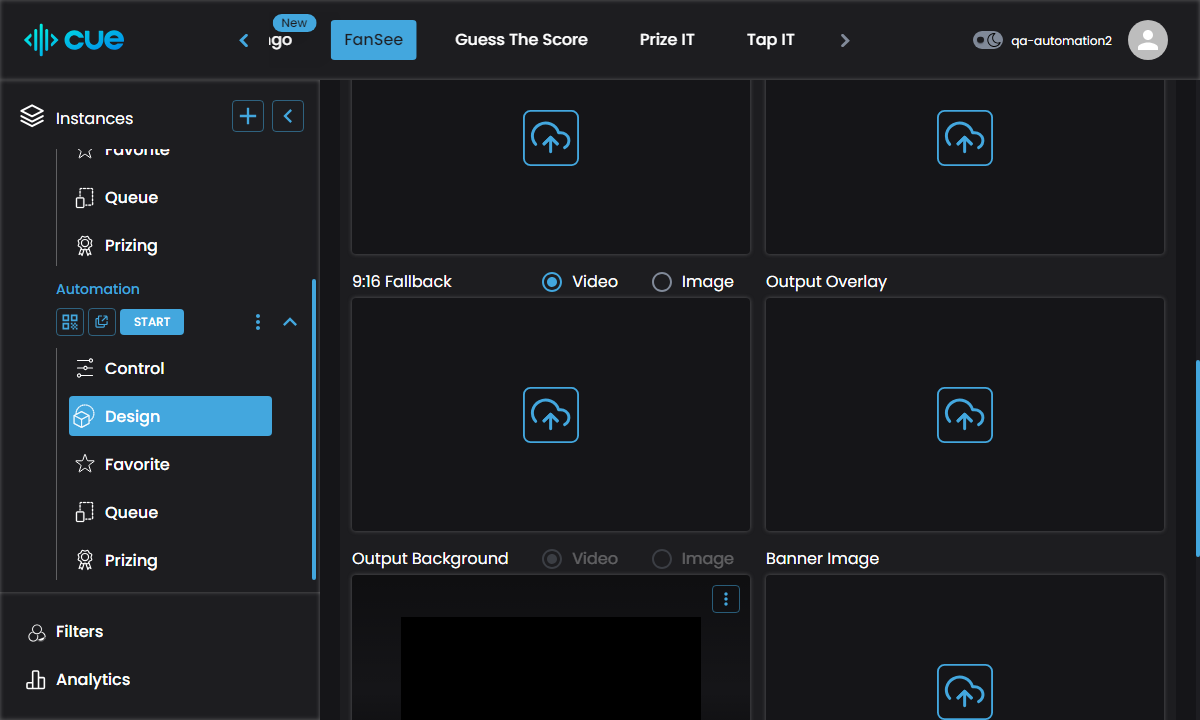 cue
New
FanSee
Guess The Score
Prize IT
Tap IT
qa-automation2
Instances
Favorite
Queue
Prizing
Automation
START
Control
Design
Favorite
Queue
Prizing
Filters
Analytics
9:16 Fallback
Video
Image
Output Overlay
Output Background
Video
Image
Banner Image